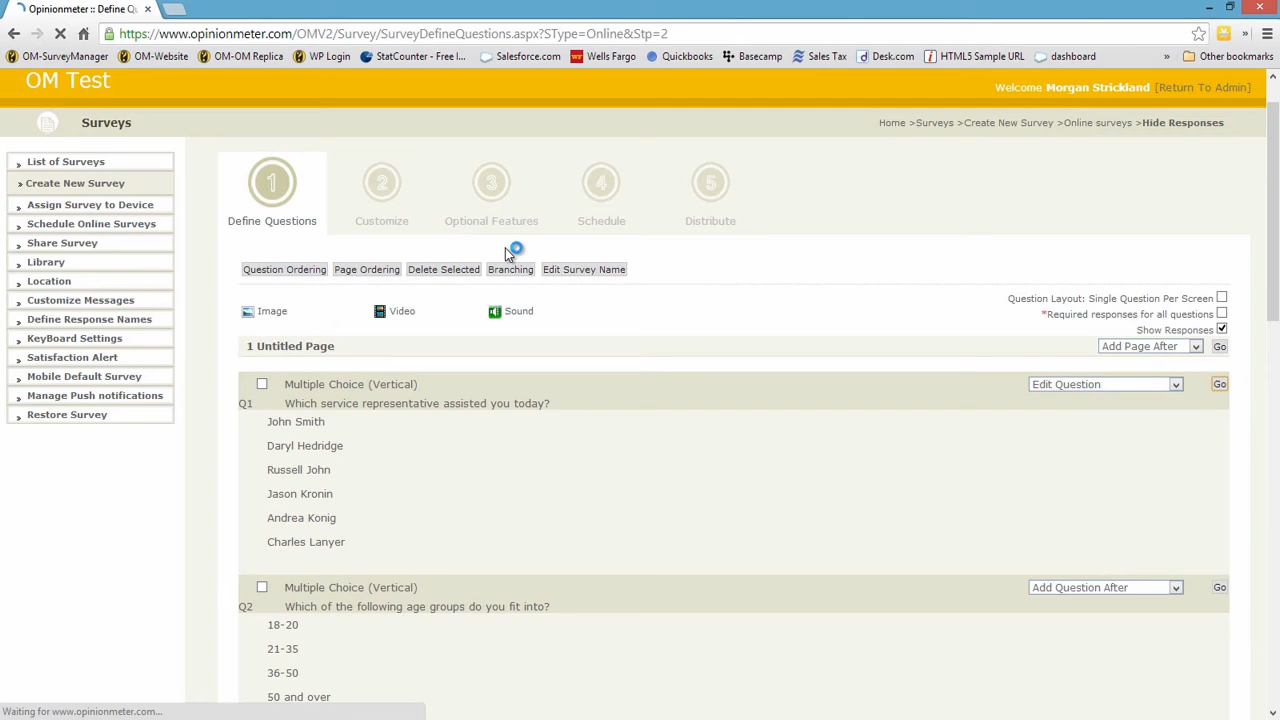 Opinionmeter :: Define Qu
https://www.opinionmeter.com/OMV2/Survey/SurveyDefineQuestions.aspx?SType=Online&Stp=2
OM-SurveyManager OM-Website OM-OM Replica WP Login StatCounter - Free I... Salesforce.com Wells Fargo Quickbooks Basecamp Sales Tax Desk.com HTML5 Sample URL dashboard » Other bookmarks
OM Test
Welcome Morgan Strickland [Return To Admin]
Surveys
Home >Surveys >Create New Survey >Online surveys >Hide Responses
List of Surveys
Create New Survey
Assign Survey to Device
Schedule Online Surveys
Share Survey
Library
Location
Customize Messages
Define Response Names
KeyBoard Settings
Satisfaction Alert
Mobile Default Survey
Manage Push notifications
Restore Survey
1 2 3 4 5
Define Questions Customize Optional Features Schedule Distribute
Question Ordering Page Ordering Delete Selected Branching Edit Survey Name
Image Video Sound
Question Layout: Single Question Per Screen
*Required responses for all questions
Show Responses
1 Untitled Page Add Page After Go
Multiple Choice (Vertical) Edit Question Go
Q1 Which service representative assisted you today?
John Smith
Daryl Hedridge
Russell John
Jason Kronin
Andrea Konig
Charles Lanyer
Multiple Choice (Vertical) Add Question After Go
Q2 Which of the following age groups do you fit into?
18-20
21-35
36-50
50 and over
Waiting for www.opinionmeter.com...